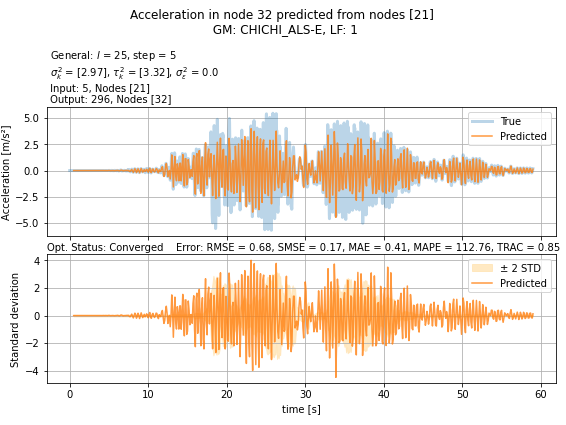 Acceleration in node 32 predicted from nodes [21]
GM: CHICHI_ALS-E, LF: 1
General: l = 25, step = 5
σ²ₖ = [2.97], τ²ₖ = [3.32], σ²ε = 0.0
Input: 5, Nodes [21]
Output: 296, Nodes [32]
5.0
2.5
0.0
−2.5
−5.0
Acceleration [m/s²]
True
Predicted
Opt. Status: Converged Error: RMSE = 0.68, SMSE = 0.17, MAE = 0.41, MAPE = 112.76, TRAC = 0.85
4
2
0
−2
−4
Standard deviation
± 2 STD
Predicted
0 10 20 30 40 50 60
time [s]